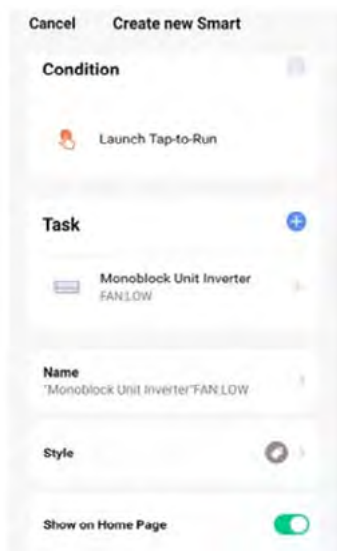 Cancel Create new Smart
Condition
Launch Tap-to-Run
Task
Monoblock Unit Inverter
FAN:LOW
Name
"Monoblock Unit Inverter"FAN:LOW
Style
Show on Home Page